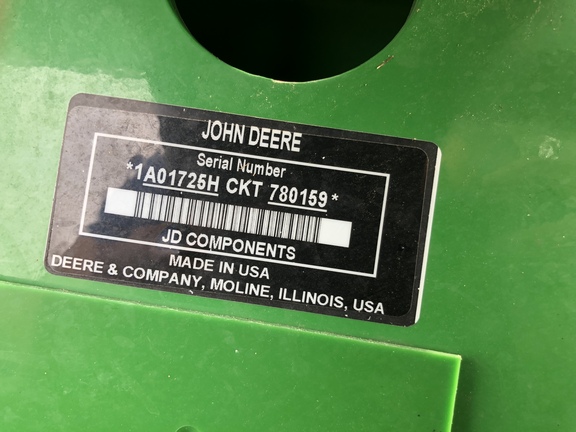 JOHN DEERE
Serial Number
*1A01725H CKT 780159*
JD COMPONENTS
MADE IN USA
DEERE & COMPANY, MOLINE, ILLINOIS, USA